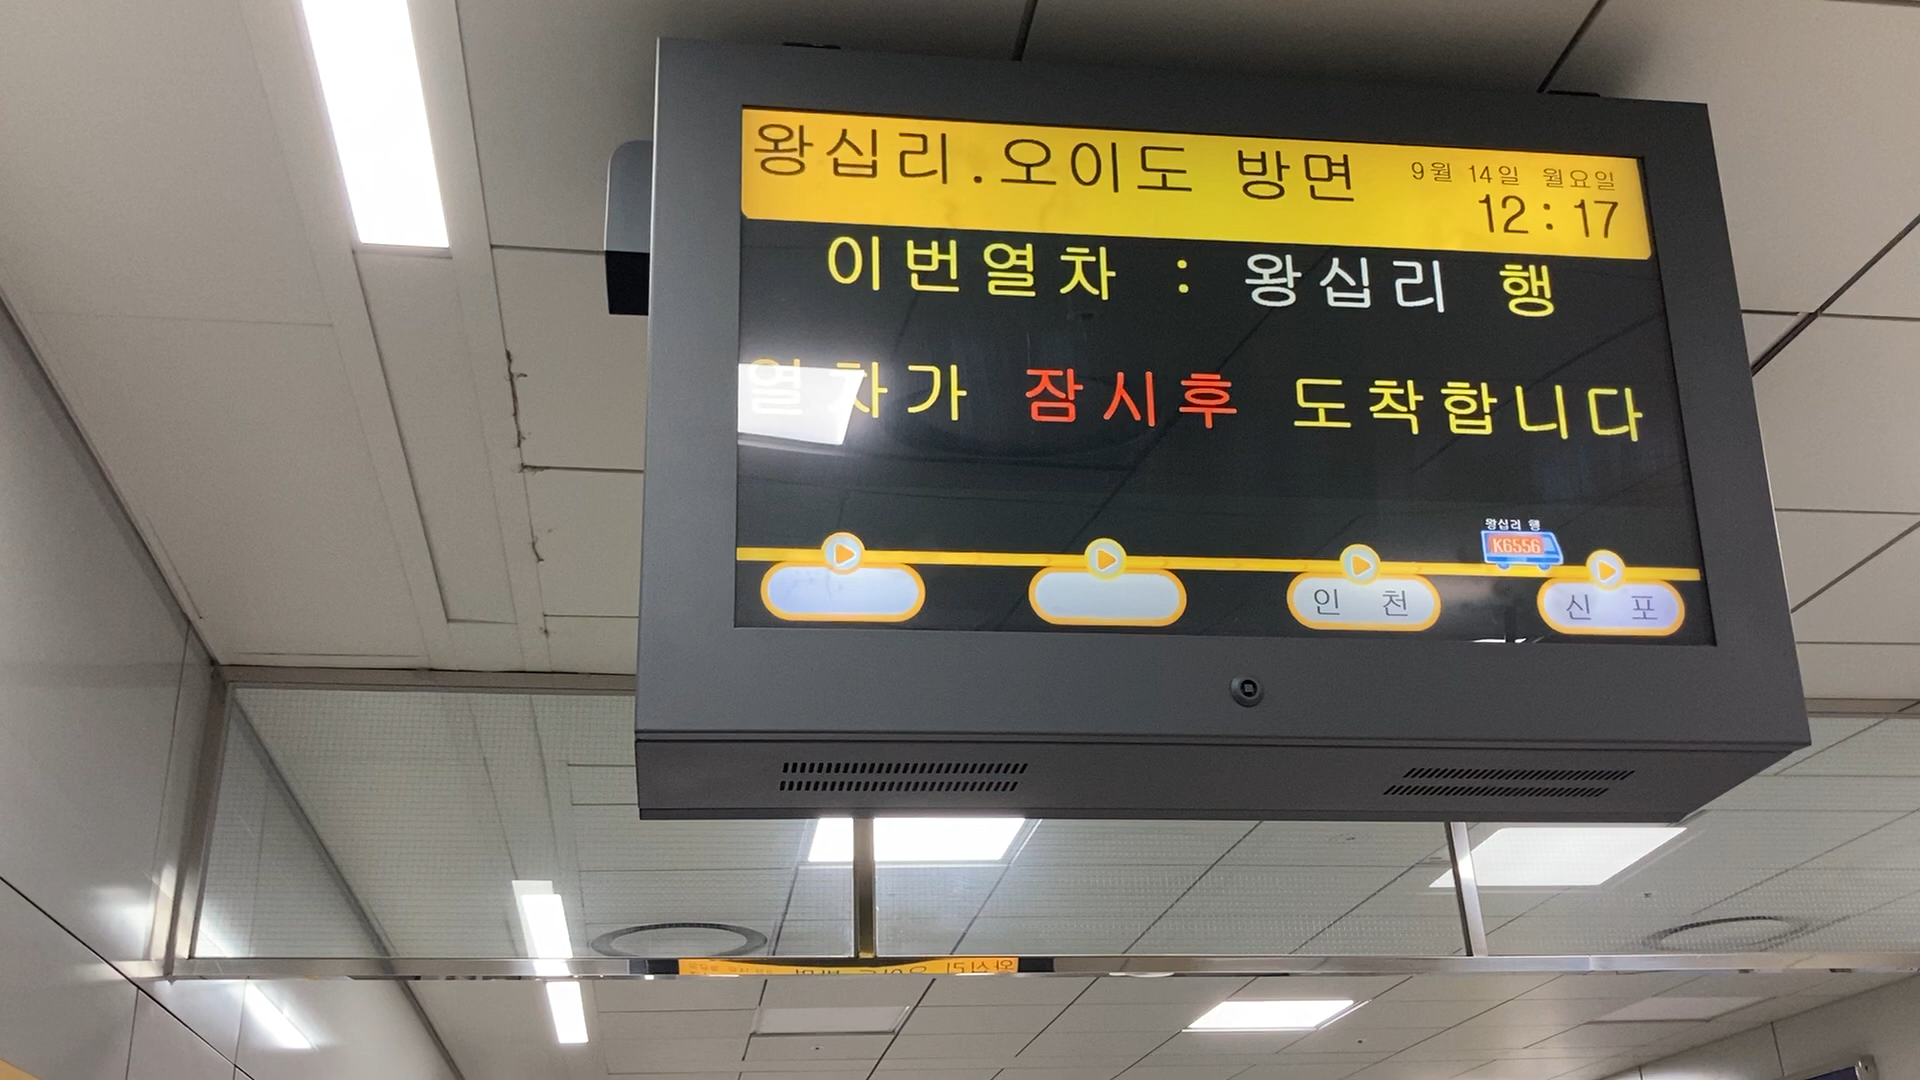 왕십리.오이도 방면
9월 14일 월요일
12:17
이번열차 : 왕십리 행
열차가 잠시후 도착합니다
왕십리 행
K6556
인 천
신 포